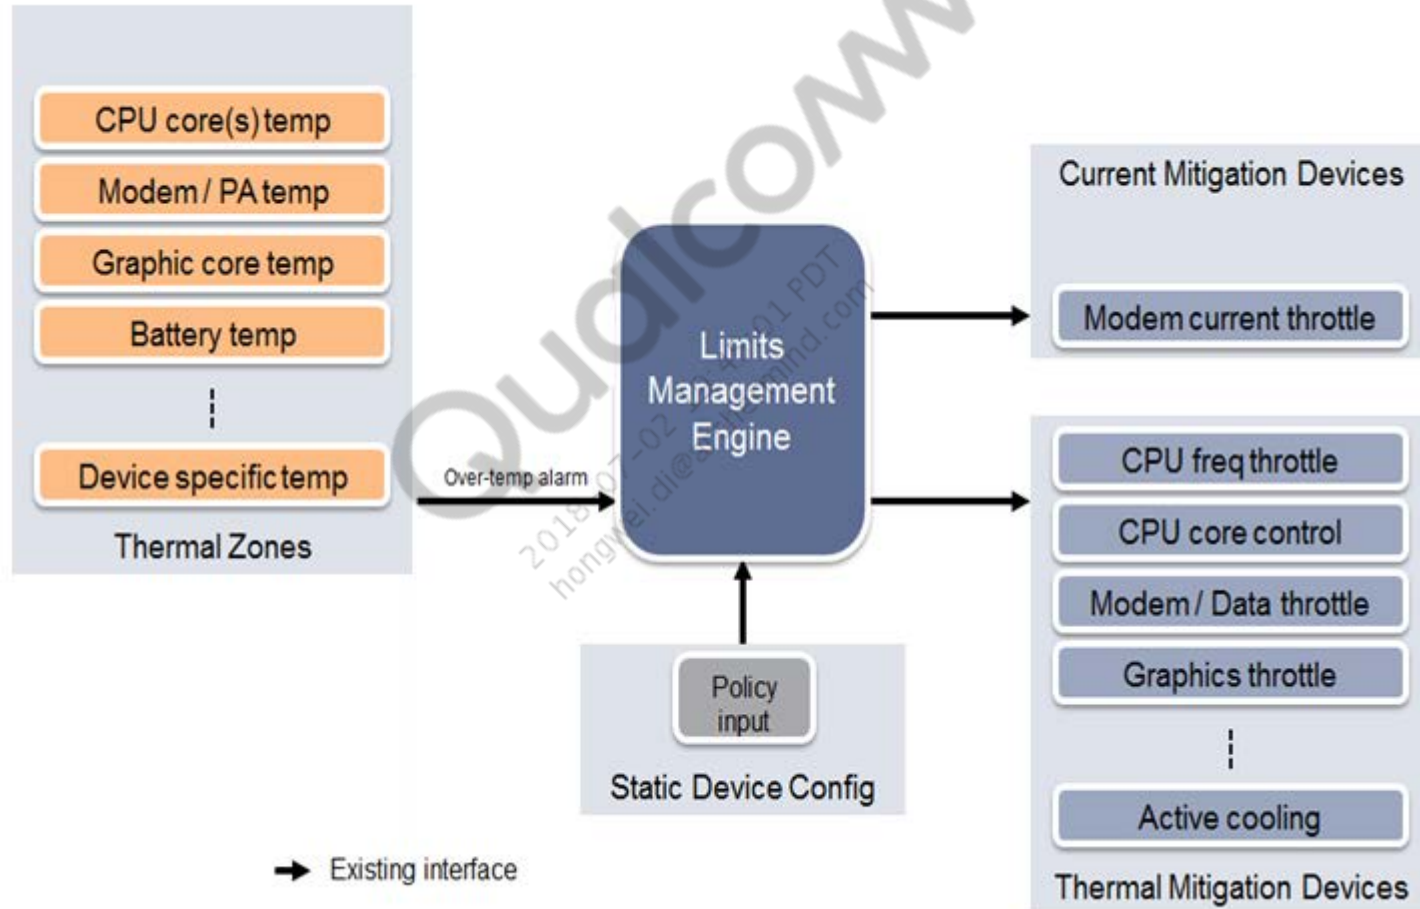 CPU core(s) temp
Modem / PA temp
Graphic core temp
Battery temp
Device specific temp
Thermal Zones
Over-temp alarm
Limits
Management
Engine
Policy
input
Static Device Config
Current Mitigation Devices
Modem current throttle
CPU freq throttle
CPU core control
Modem / Data throttle
Graphics throttle
Active cooling
Thermal Mitigation Devices
Existing interface